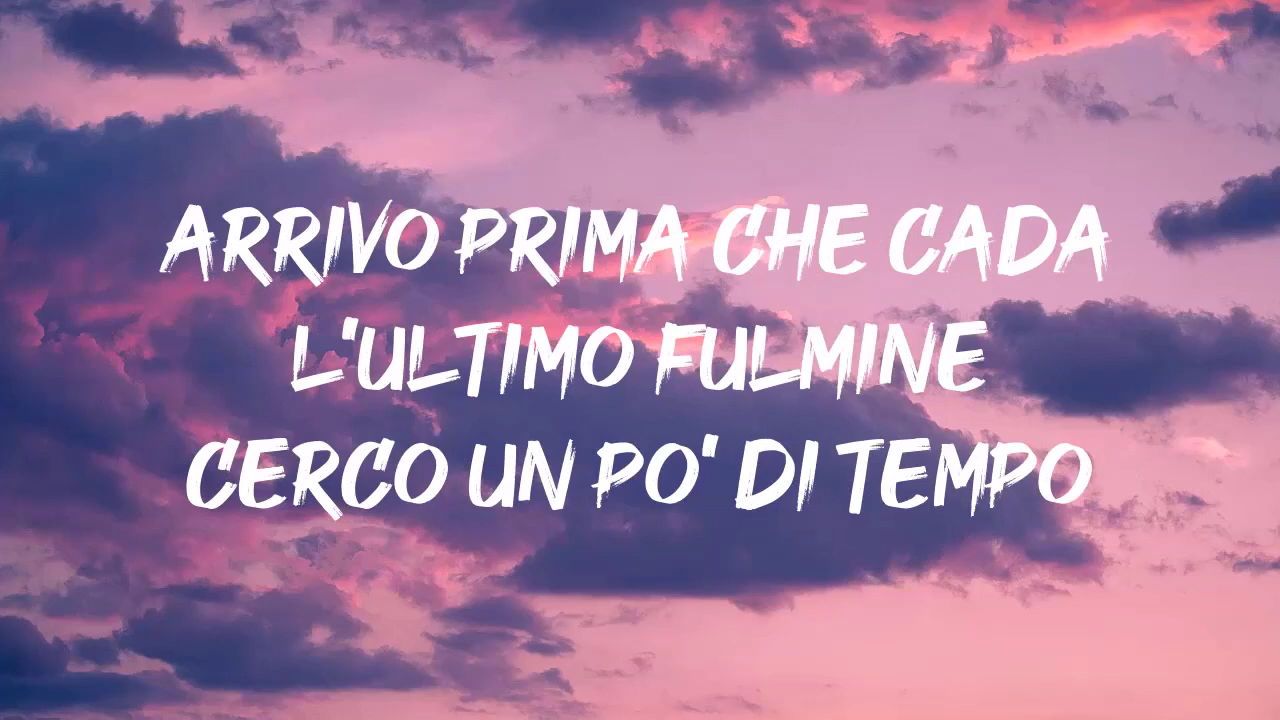 ARRIVO PRIMA CHE CADA
L'ULTIMO FULMINE
CERCO UN PO' DI TEMPO